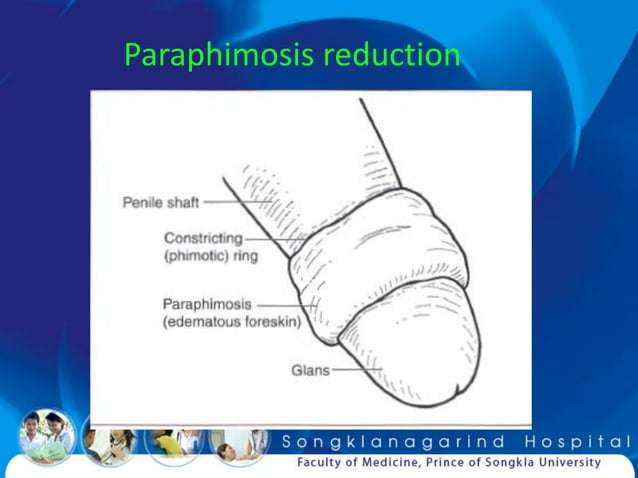 Paraphimosis reduction
Penile shaft
Constricting
(phimotic) ring
Paraphimosis
(edematous foreskin)
Glans
Songklanagarind Hospital
Faculty of Medicine, Prince of Songkla University